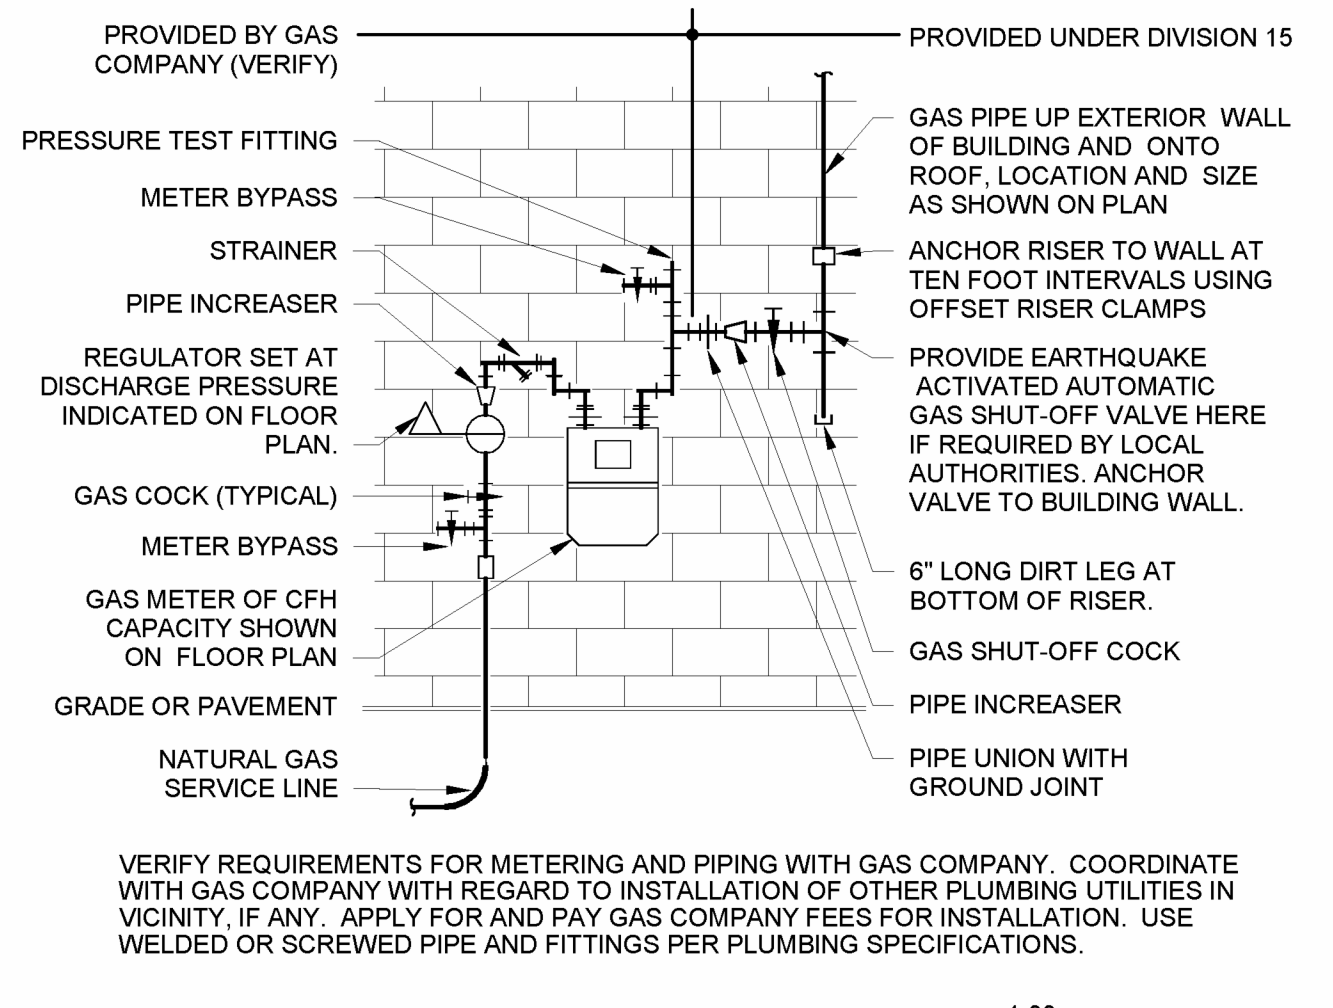 PROVIDED BY GAS
COMPANY (VERIFY)
PROVIDED UNDER DIVISION 15
PRESSURE TEST FITTING
METER BYPASS
STRAINER
PIPE INCREASER
REGULATOR SET AT
DISCHARGE PRESSURE
INDICATED ON FLOOR
PLAN.
GAS COCK (TYPICAL)
METER BYPASS
GAS METER OF CFH
CAPACITY SHOWN
ON FLOOR PLAN
GRADE OR PAVEMENT
NATURAL GAS
SERVICE LINE
GAS PIPE UP EXTERIOR WALL
OF BUILDING AND ONTO
ROOF, LOCATION AND SIZE
AS SHOWN ON PLAN
ANCHOR RISER TO WALL AT
TEN FOOT INTERVALS USING
OFFSET RISER CLAMPS
PROVIDE EARTHQUAKE
ACTIVATED AUTOMATIC
GAS SHUT-OFF VALVE HERE
IF REQUIRED BY LOCAL
AUTHORITIES. ANCHOR
VALVE TO BUILDING WALL.
6" LONG DIRT LEG AT
BOTTOM OF RISER.
GAS SHUT-OFF COCK
PIPE INCREASER
PIPE UNION WITH
GROUND JOINT
VERIFY REQUIREMENTS FOR METERING AND PIPING WITH GAS COMPANY. COORDINATE
WITH GAS COMPANY WITH REGARD TO INSTALLATION OF OTHER PLUMBING UTILITIES IN
VICINITY, IF ANY. APPLY FOR AND PAY GAS COMPANY FEES FOR INSTALLATION. USE
WELDED OR SCREWED PIPE AND FITTINGS PER PLUMBING SPECIFICATIONS.